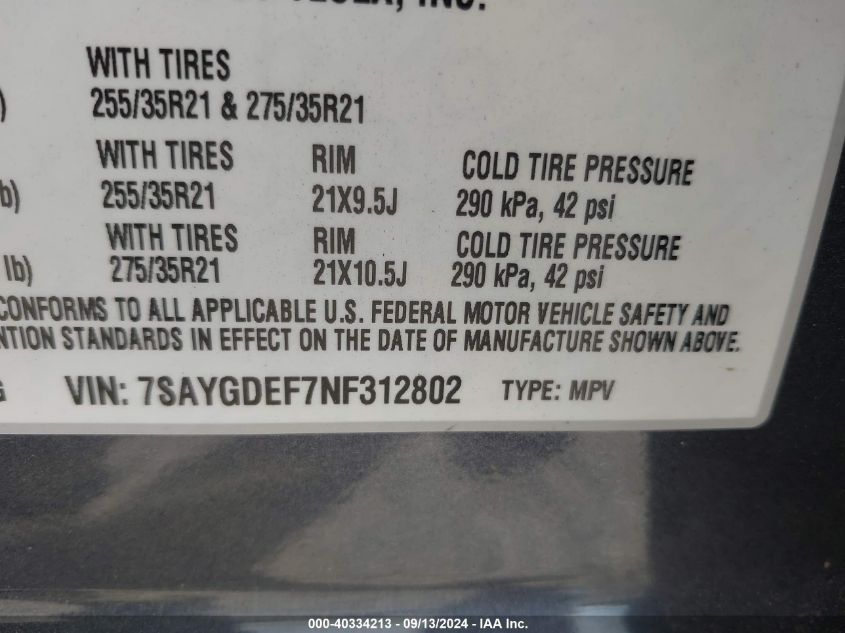 INC.
WITH TIRES
) 255/35R21 & 275/35R21
WITH TIRES RIM COLD TIRE PRESSURE
b) 255/35R21 21X9.5J 290 kPa, 42 psi
WITH TIRES RIM COLD TIRE PRESSURE
lb) 275/35R21 21X10.5J 290 kPa, 42 psi
CONFORMS TO ALL APPLICABLE U.S. FEDERAL MOTOR VEHICLE SAFETY AND
NTION STANDARDS IN EFFECT ON THE DATE OF MANUFACTURE SHOWN ABOVE.
G VIN: 7SAYGDEF7NF312802 TYPE: MPV
000-40334213 - 09/13/2024 - IAA Inc.